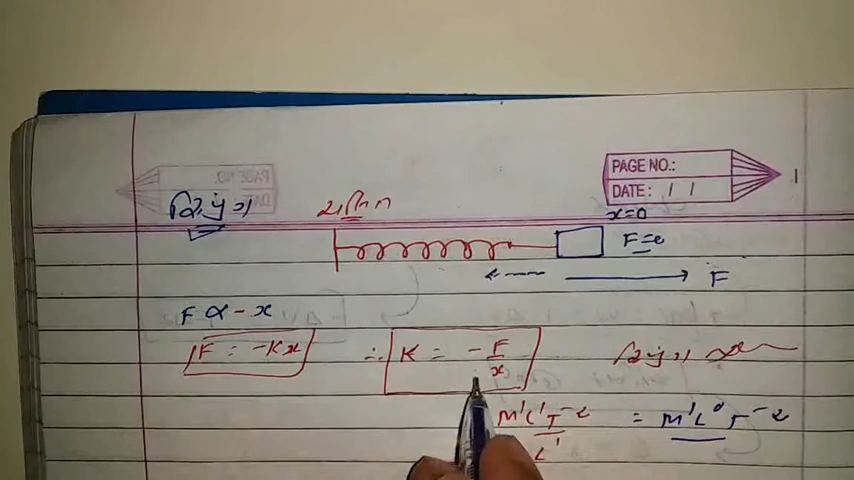 PAGE NO.:
DATE: / /
x=0
F=0
F
F ∝ -x
F = -Kx ∴ K = - F/x
M¹L¹T⁻² / L¹ = M¹L⁰T⁻²